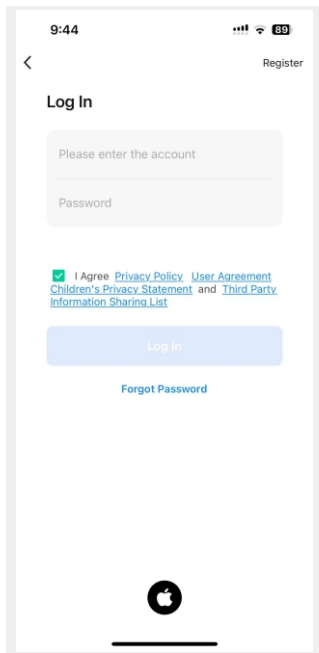 9:44
89
Register
Log In
Please enter the account
Password
I Agree Privacy Policy User Agreement
Children's Privacy Statement and Third Party
Information Sharing List
Log In
Forgot Password